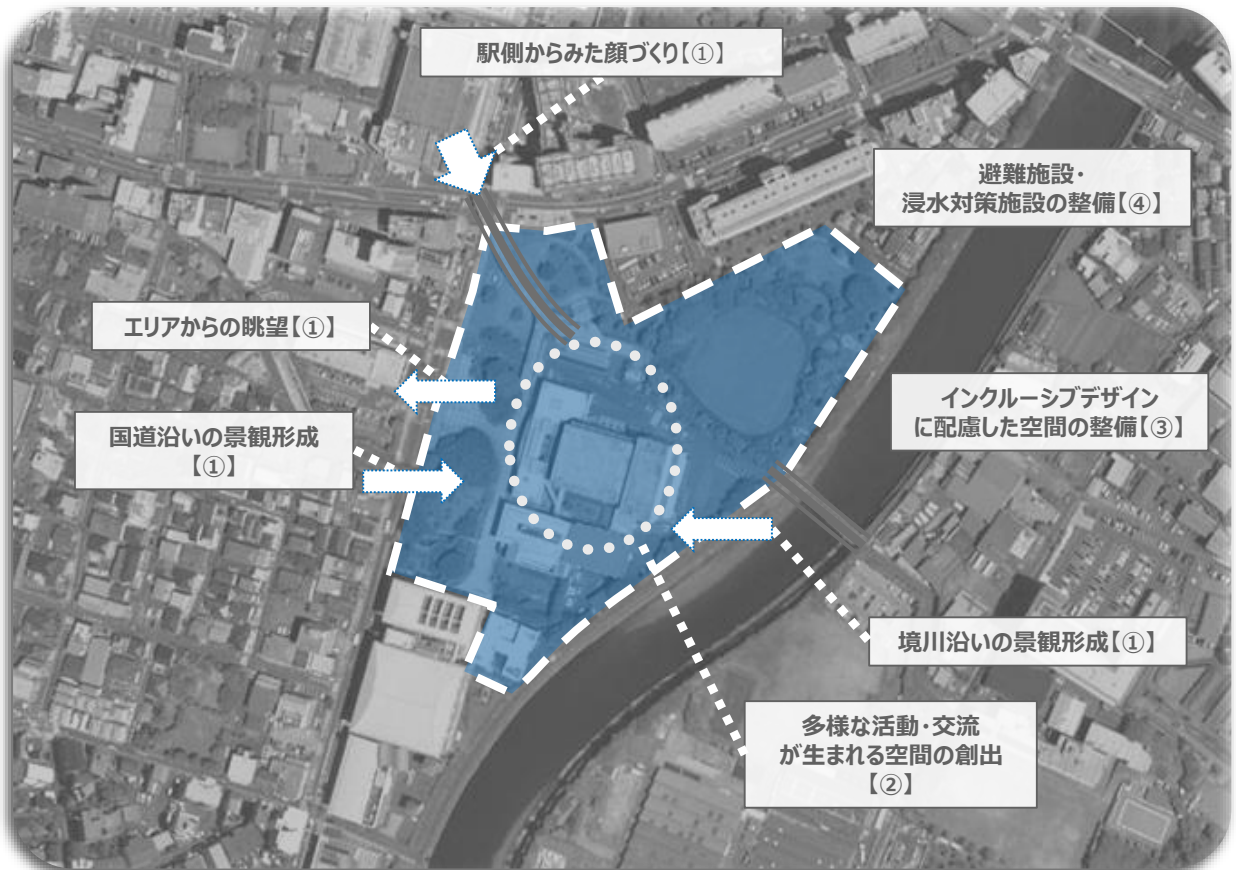 駅側からみた顔づくり【①】
避難施設・
浸水対策施設の整備【④】
エリアからの眺望【①】
インクルーシブデザイン
に配慮した空間の整備【③】
国道沿いの景観形成
【①】
境川沿いの景観形成【①】
多様な活動・交流
が生まれる空間の創出
【②】